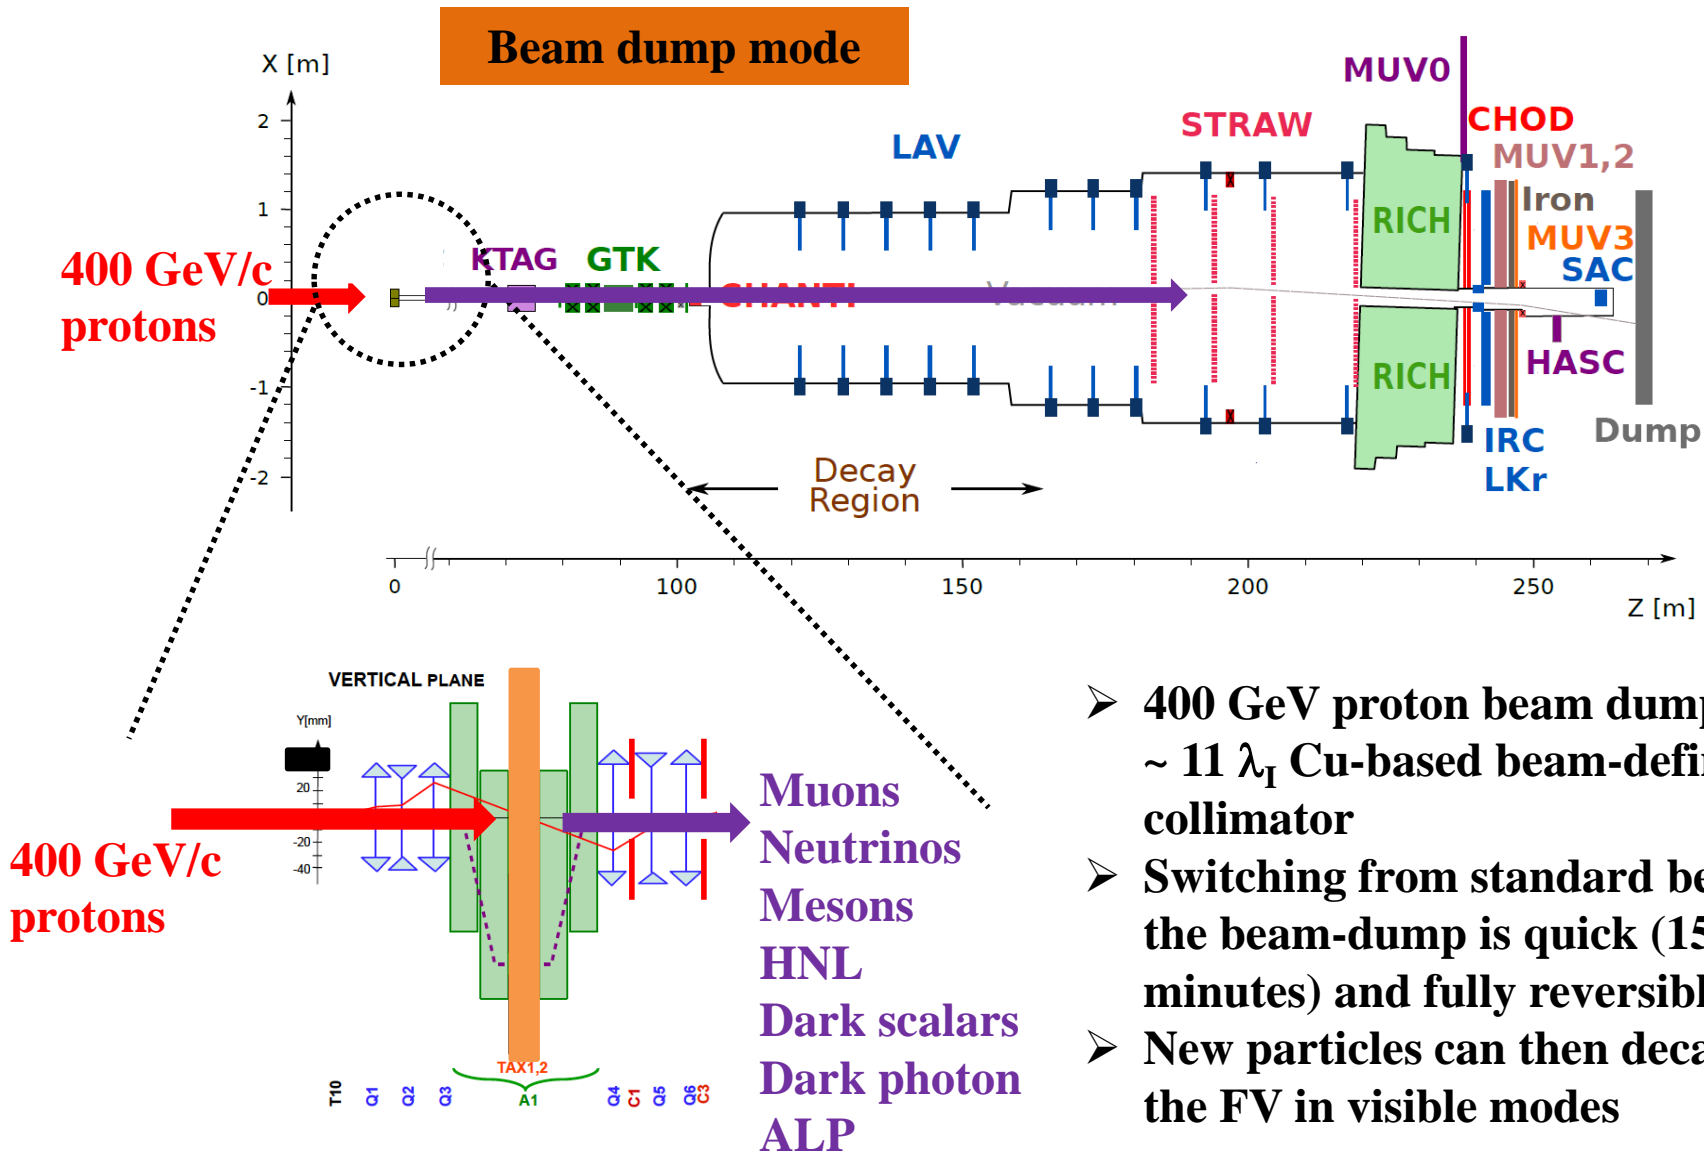 Beam dump mode
X [m]
2
1
0
-1
-2
400 GeV/c
protons
KTAG
GTK
CHANTI
Vacuum
LAV
STRAW
MUV0
CHOD
MUV1,2
RICH
Iron
MUV3
SAC
RICH
HASC
IRC
LKr
Dump
Decay
Region
0
100
150
200
250
Z [m]
VERTICAL PLANE
Y[mm]
20
-20
-40
400 GeV/c
protons
TAX1,2
A1
T10
Q1
Q2
Q3
Q4
C1
Q5
Q6
C3
Muons
Neutrinos
Mesons
HNL
Dark scalars
Dark photon
ALP
➢ 400 GeV proton beam dump
~ 11 λI Cu-based beam-defi
collimator
➢ Switching from standard be
the beam-dump is quick (15
minutes) and fully reversibl
➢ New particles can then deca
the FV in visible modes